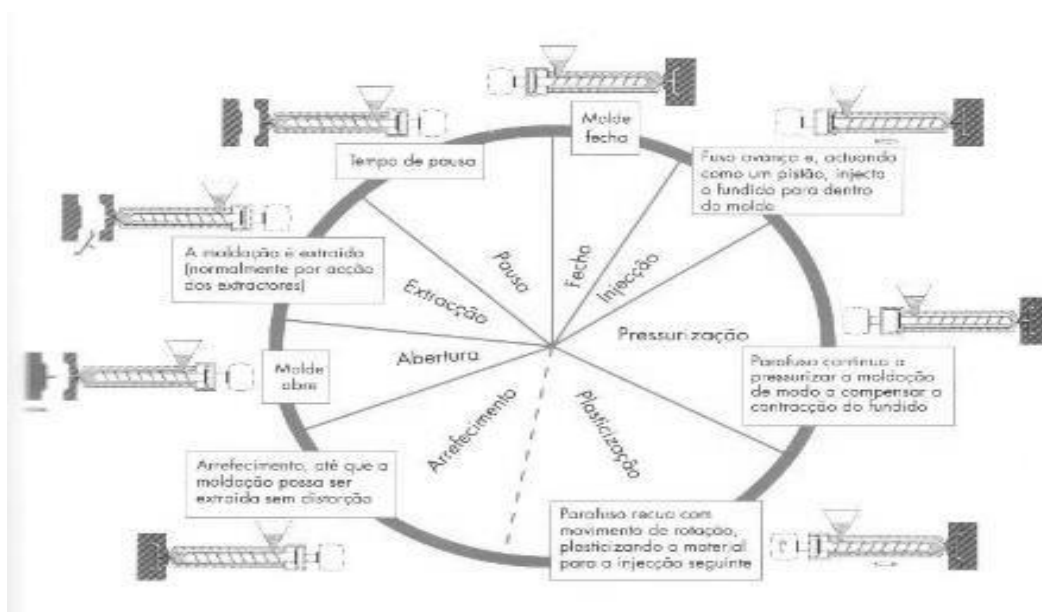 Molde
fecha
Fuso avança e, actuando
como um pistão, injecta
o fundido para dentro
do molde
Parafuso continua a
pressurizar a moldação
de modo a compensar a
contracção do fundido
Parafuso recua com
movimento de rotação,
plasticizando o material
para a injecção seguinte
Arrefecimento, até que a
moldação possa ser
extraida sem distorção
Molde
abre
A moldação é extraída
(normalmente por acção
dos extractores)
Tempo de pausa
Fecho
Injecção
Pressurização
Plasticização
Arrefecimento
Abertura
Extracção
Pausa